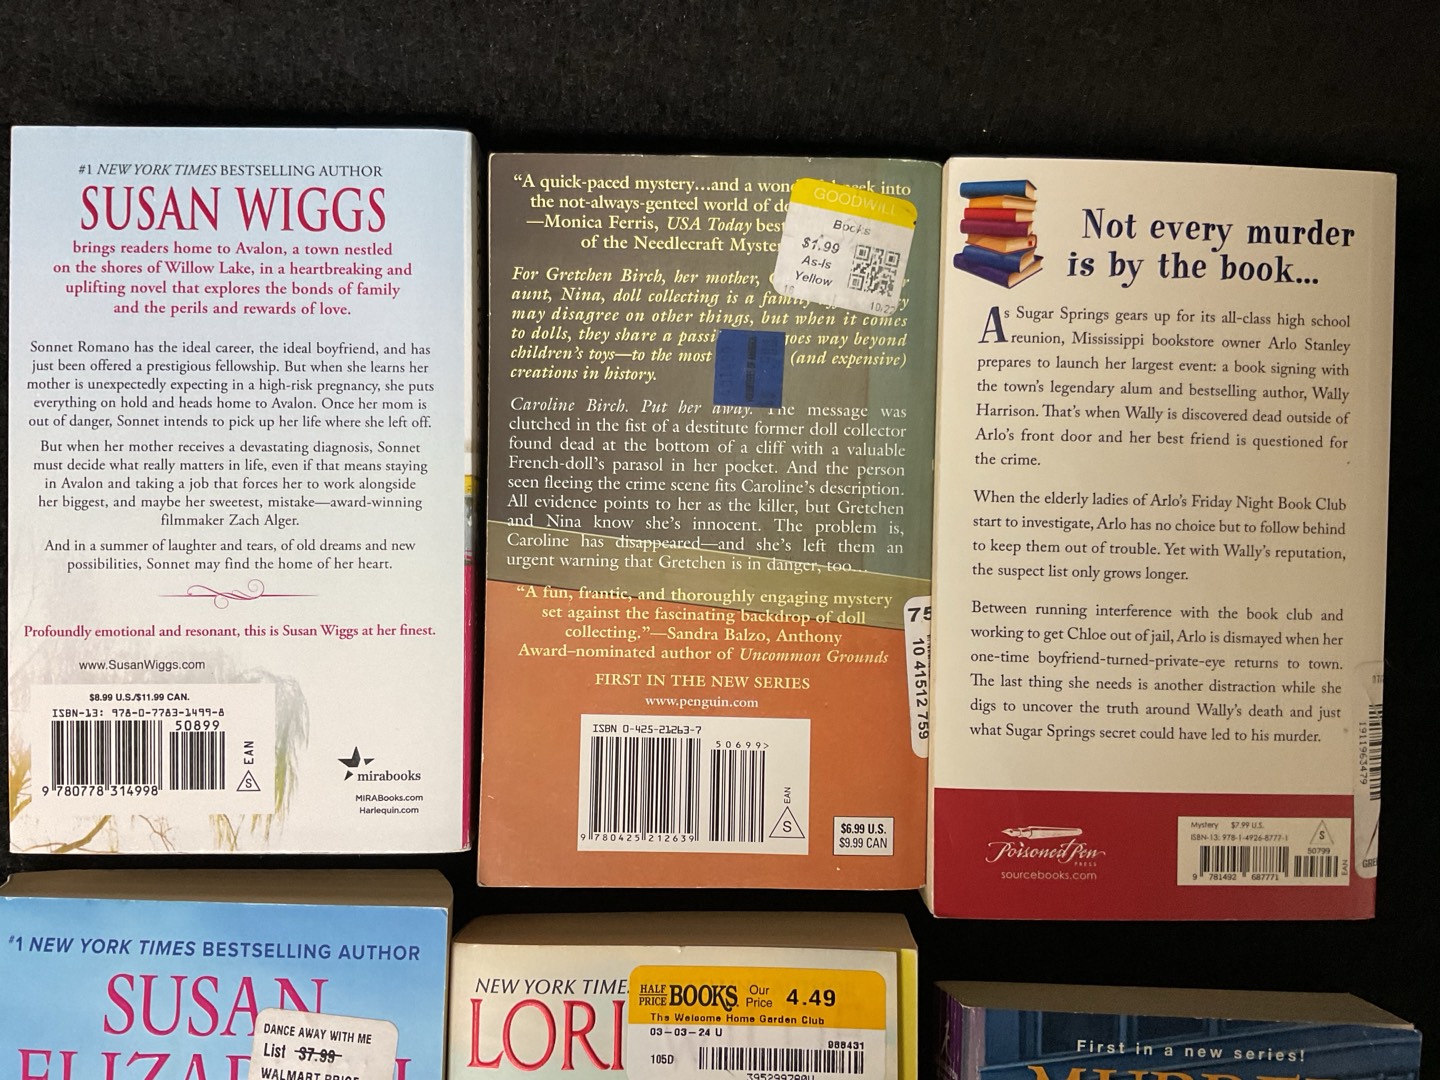 #1 NEW YORK TIMES BESTSELLING AUTHOR
SUSAN WIGGS
brings readers home to Avalon, a town nestled
on the shores of Willow Lake, in a heartbreaking and
uplifting novel that explores the bonds of family
and the perils and rewards of love.
Sonnet Romano has the ideal career, the ideal boyfriend, and has
just been offered a prestigious fellowship. But when she learns her
mother is unexpectedly expecting in a high-risk pregnancy, she puts
everything on hold and heads home to Avalon. Once her mom is
out of danger, Sonnet intends to pick up her life where she left off.
But when her mother receives a devastating diagnosis, Sonnet
must decide what really matters in life, even if that means staying
in Avalon and taking a job that forces her to work alongside
her biggest, and maybe her sweetest, mistake—award-winning
filmmaker Zach Alger.
And in a summer of laughter and tears, of old dreams and new
possibilities, Sonnet may find the home of her heart.
Profoundly emotional and resonant, this is Susan Wiggs at her finest.
www.SusanWiggs.com
$8.99 U.S./$11.99 CAN.
ISBN-13: 978-0-7783-1499-8
50899
9 780778 314998
S
EAN
mirabooks
MIRABooks.com
Harlequin.com
"A quick-paced mystery...and a into
the not-always-genteel world of
—Monica Ferris, USA Today
of the Needlecraft
GOODWILL
Books
$1.99
As-Is
Yellow
10/22
For Gretchen Birch, her mother,
aunt, Nina, doll collecting is a
may disagree on other things, but when it comes
to dolls, they share a goes way beyond
children's toys—to the most (and expensive)
creations in history.
Caroline Birch. Put her away. The message was
clutched in the fist of a destitute former doll collector
found dead at the bottom of a cliff with a valuable
French-doll's parasol in her pocket. And the person
seen fleeing the crime scene fits Caroline's description.
All evidence points to her as the killer, but Gretchen
and Nina know she's innocent. The problem is,
Caroline has disappeared—and she's left them an
urgent warning that Gretchen is in danger, too...
"A fun, frantic, and thoroughly engaging mystery
set against the fascinating backdrop of doll
collecting."—Sandra Balzo, Anthony
Award–nominated author of Uncommon Grounds
FIRST IN THE NEW SERIES
www.penguin.com
ISBN 0-425-21263-7
50699>
9 780425 212639
EAN
S
$6.99 U.S.
$9.99 CAN
75
10 41512 759
Not every murder
is by the book...
As Sugar Springs gears up for its all-class high school
reunion, Mississippi bookstore owner Arlo Stanley
prepares to launch her largest event: a book signing with
the town's legendary alum and bestselling author, Wally
Harrison. That's when Wally is discovered dead outside of
Arlo's front door and her best friend is questioned for
the crime.
When the elderly ladies of Arlo's Friday Night Book Club
start to investigate, Arlo has no choice but to follow behind
to keep them out of trouble. Yet with Wally's reputation,
the suspect list only grows longer.
Between running interference with the book club and
working to get Chloe out of jail, Arlo is dismayed when her
one-time boyfriend-turned-private-eye returns to town.
The last thing she needs is another distraction while she
digs to uncover the truth around Wally's death and just
what Sugar Springs secret could have led to his murder.
Poisoned Pen
PRESS
sourcebooks.com
Mystery $7.99 U.S.
ISBN-13: 978-1-4926-8777-1
S
50799
9 781492 687771
EAN
1911963479
#1 NEW YORK TIMES BESTSELLING AUTHOR
SUSAN
DANCE AWAY WITH ME
List $7.99
WALMART PRICE
NEW YORK
LORI
HALF PRICE BOOKS Our Price 4.49
The Welcome Home Garden Club
03-03-24 U
988431
105D
First in a new series!